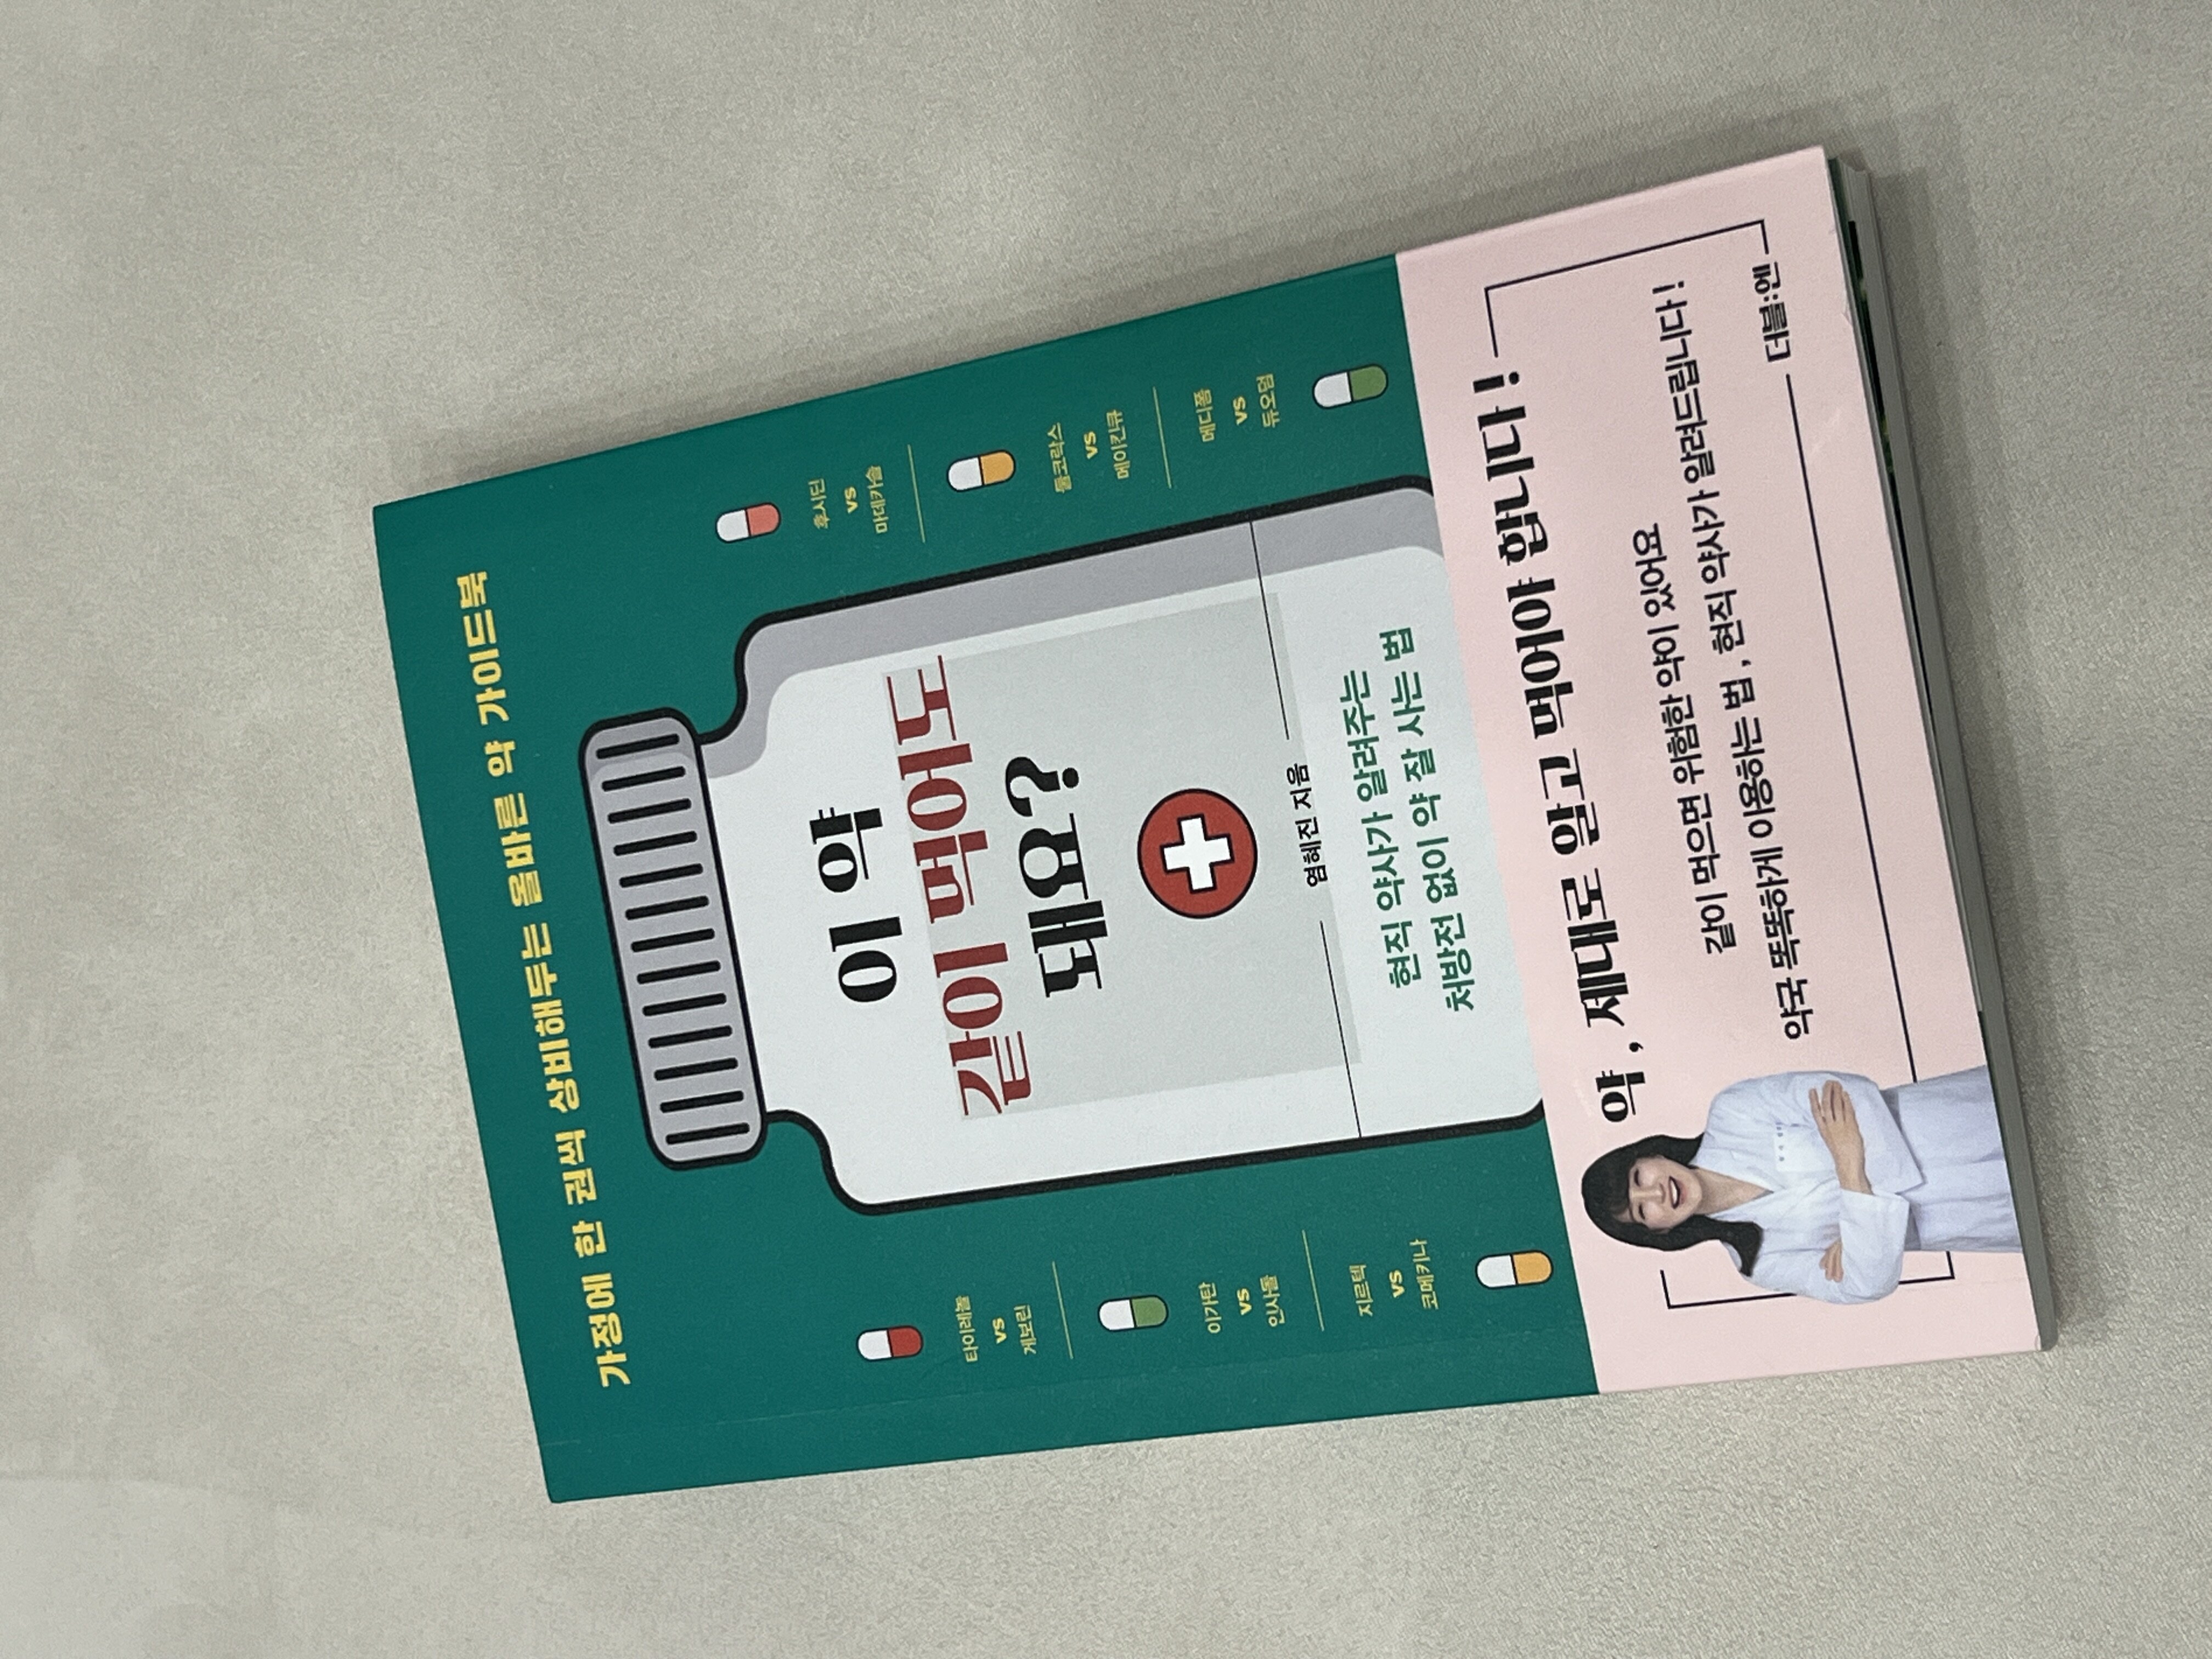 가정에 한 권씩 상비해두는 올바른 약 가이드북
이 약
같이 먹어도
돼요?
염혜진 지음
현직 약사가 알려주는
처방전 없이 약 잘 사는 법
타이레놀
vs
게보린
이가탄
vs
인사돌
지르텍
vs
코메키나
후시딘
vs
마데카솔
둘코락스
vs
메이킨큐
메디폼
vs
듀오덤
약, 제대로 알고 먹어야 합니다!
같이 먹으면 위험한 약이 있어요
약국 똑똑하게 이용하는 법, 현직 약사가 알려드립니다!
더블:엔